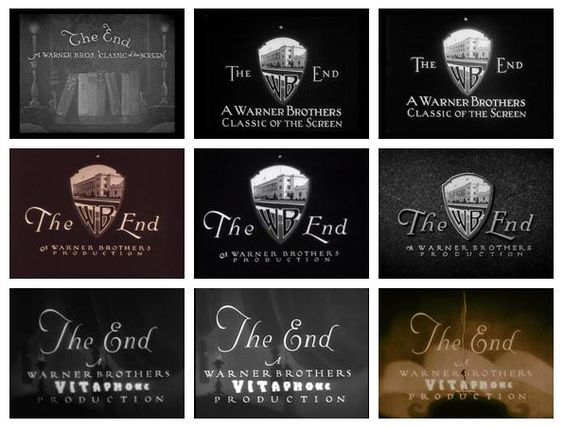 The End
A WARNER BROS. "CLASSIC of the SCREEN"
THE WB END
A WARNER BROTHERS
CLASSIC OF THE SCREEN
THE WB END
A WARNER BROTHERS
CLASSIC OF THE SCREEN
The WB End
A WARNER BROTHERS
PRODUCTION
The WB End
A WARNER BROTHERS
PRODUCTION
The WB End
A WARNER BROTHERS
PRODUCTION
The End
A
WARNER BROTHERS
VITAPHONE
PRODUCTION
The End
A
WARNER BROTHERS
VITAPHONE
PRODUCTION
The End
A
WARNER BROTHERS
VITAPHONE
PRODUCTION